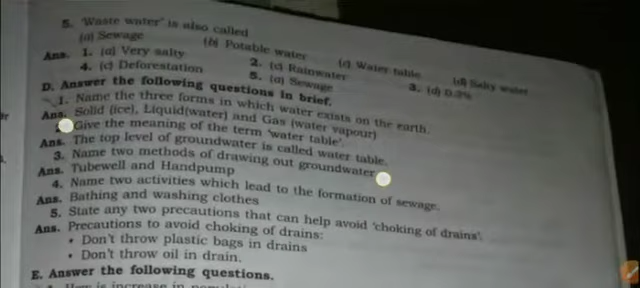 5. 'Waste water' is also called
(a) Sewage (b) Potable water (c) Water table (d) Salty water
Ans. 1. (a) Very salty 2. (c) Rainwater 3. (d) 0.3%
4. (c) Deforestation 5. (a) Sewage
D. Answer the following questions in brief.
1. Name the three forms in which water exists on the earth.
Ans. Solid (ice), Liquid(water) and Gas (water vapour)
Give the meaning of the term 'water table'.
Ans. The top level of groundwater is called water table.
3. Name two methods of drawing out groundwater
Ans. Tubewell and Handpump
4. Name two activities which lead to the formation of sewage.
Ans. Bathing and washing clothes
5. State any two precautions that can help avoid 'choking of drains'.
Ans. Precautions to avoid choking of drains:
• Don't throw plastic bags in drains
• Don't throw oil in drain.
E. Answer the following questions.
1. How is increase in